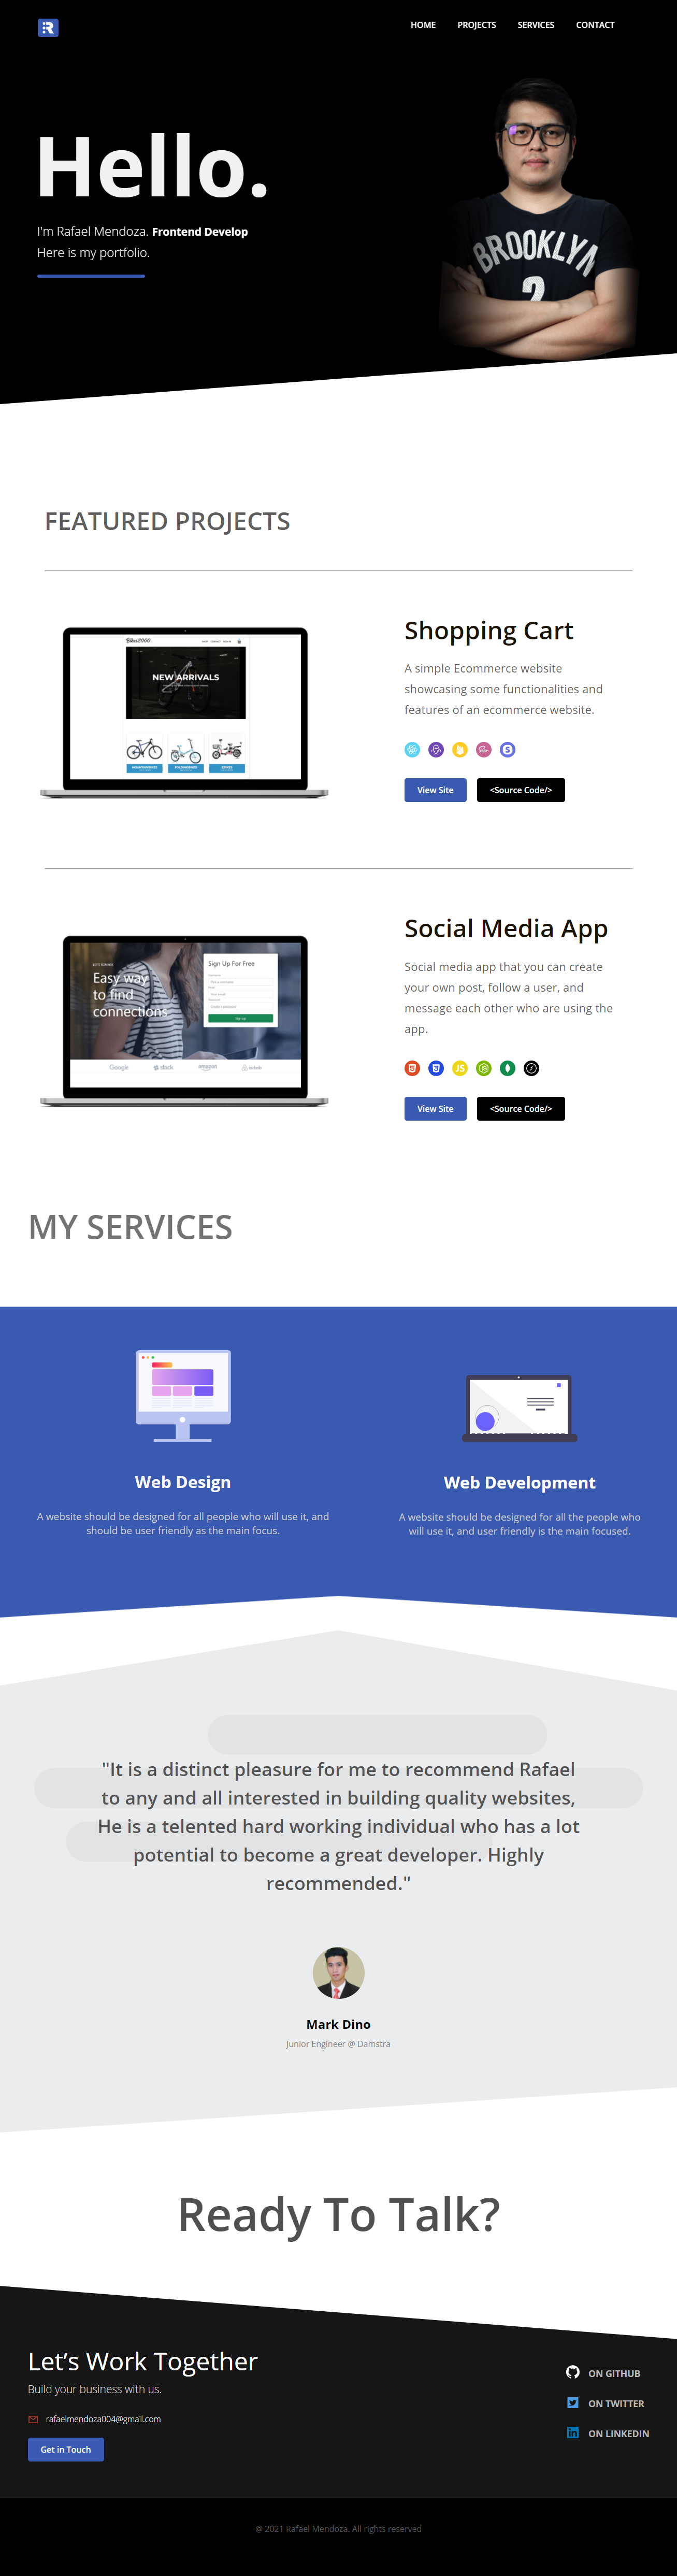 R
HOME PROJECTS SERVICES CONTACT
Hello.
I'm Rafael Mendoza. Frontend Develop
Here is my portfolio.
BROOKLYN
2
FEATURED PROJECTS
Bikes2000
NEW ARRIVALS
Shopping Cart
A simple Ecommerce website
showcasing some functionalities and
features of an ecommerce website.
View Site
<Source Code/>
Easy way
to find
connections
Sign Up For Free
Sign up
Google
slack
amazon
Social Media App
Social media app that you can create
your own post, follow a user, and
message each other who are using the
app.
JS
View Site
<Source Code/>
MY SERVICES
Web Design
A website should be designed for all people who will use it, and
should be user friendly as the main focus.
Web Development
A website should be designed for all the people who
will use it, and user friendly is the main focused.
"It is a distinct pleasure for me to recommend Rafael
to any and all interested in building quality websites,
He is a telented hard working individual who has a lot
potential to become a great developer. Highly
recommended."
Mark Dino
Junior Engineer @ Damstra
Ready To Talk?
Let's Work Together
Build your business with us.
rafaelmendoza004@gmail.com
Get in Touch
ON GITHUB
ON TWITTER
ON LINKEDIN
@ 2021 Rafael Mendoza. All rights reserved